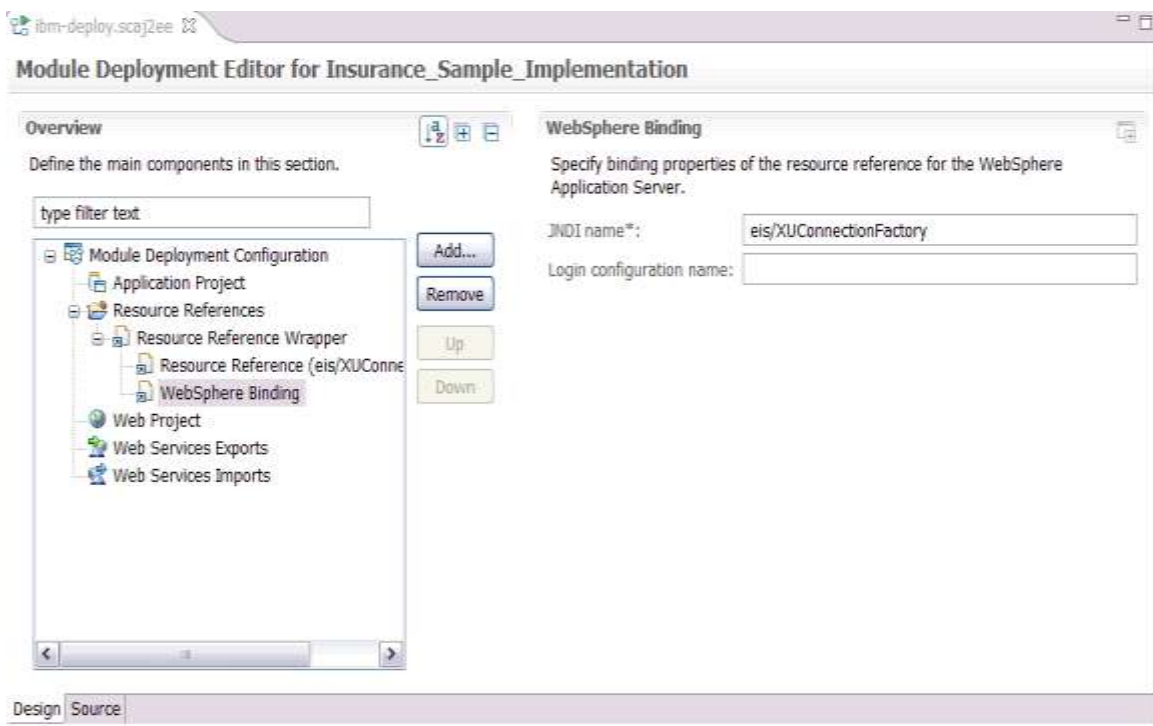 ibm-deploy.scaj2ee
Module Deployment Editor for Insurance_Sample_Implementation
Overview
Define the main components in this section.
type filter text
Module Deployment Configuration
Application Project
Resource References
Resource Reference Wrapper
Resource Reference (eis/XUConne
WebSphere Binding
Web Project
Web Services Exports
Web Services Imports
Add...
Remove
Up
Down
WebSphere Binding
Specify binding properties of the resource reference for the WebSphere
Application Server.
JNDI name*: eis/XUConnectionFactory
Login configuration name:
Design Source